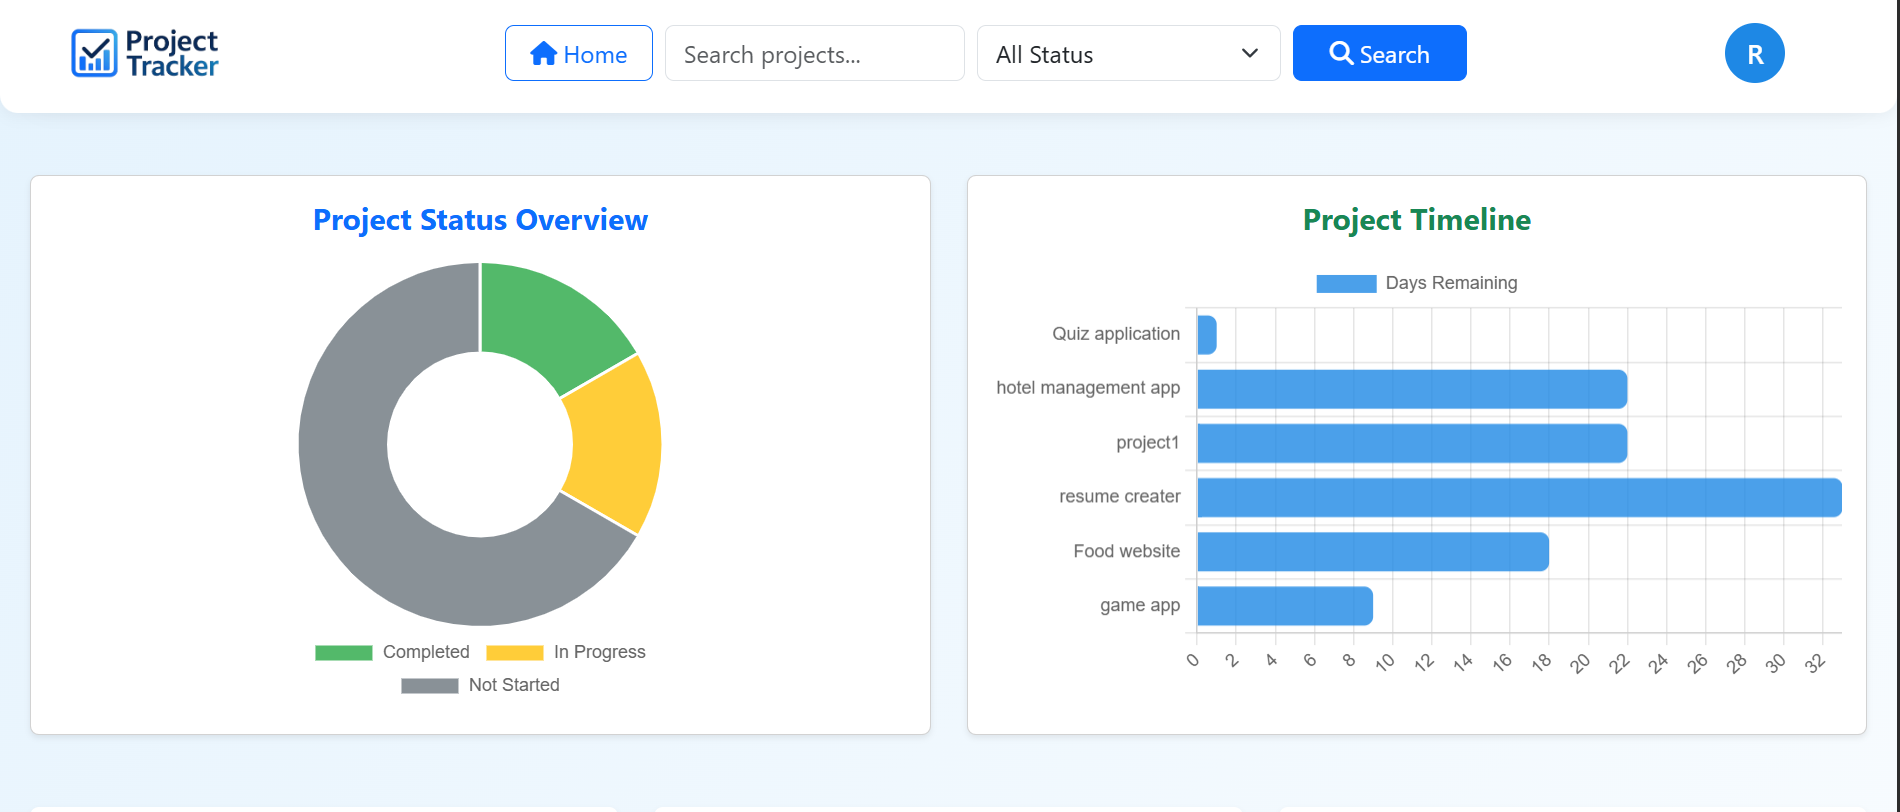 Project
Tracker
Home
Search projects...
All Status
Search
R
Project Status Overview
Completed
In Progress
Not Started
Project Timeline
Days Remaining
Quiz application
hotel management app
project1
resume creater
Food website
game app
0 2 4 6 8 10 12 14 16 18 20 22 24 26 28 30 32